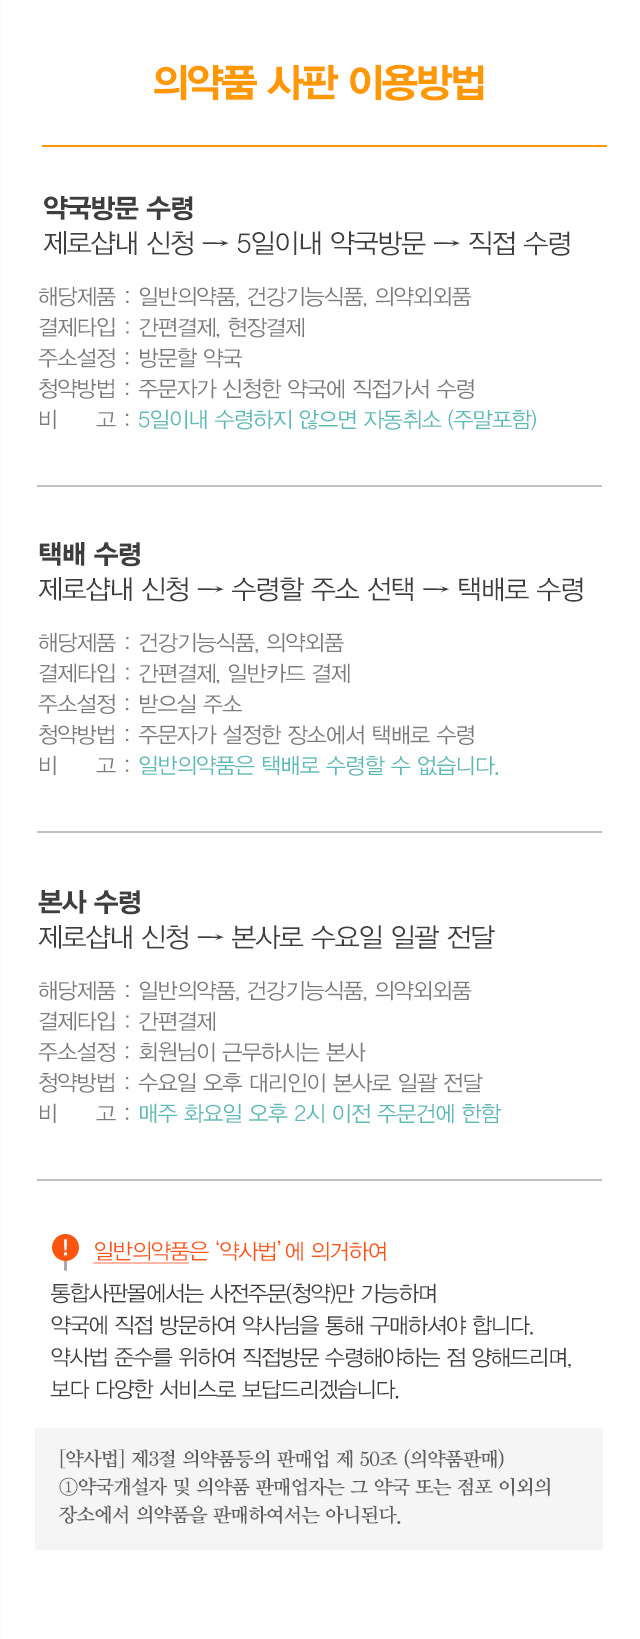 의약품 사판 이용방법
약국방문 수령
제로샵내 신청 → 5일이내 약국방문 → 직접 수령
해당제품 : 일반의약품, 건강기능식품, 의약외외품
결제타입 : 간편결제, 현장결제
주소설정 : 방문할 약국
청약방법 : 주문자가 신청한 약국에 직접가서 수령
비 고 : 5일이내 수령하지 않으면 자동취소 (주말포함)
택배 수령
제로샵내 신청 → 수령할 주소 선택 → 택배로 수령
해당제품 : 건강기능식품, 의약외품
결제타입 : 간편결제, 일반카드 결제
주소설정 : 받으실 주소
청약방법 : 주문자가 설정한 장소에서 택배로 수령
비 고 : 일반의약품은 택배로 수령할 수 없습니다.
본사 수령
제로샵내 신청 → 본사로 수요일 일괄 전달
해당제품 : 일반의약품, 건강기능식품, 의약외외품
결제타입 : 간편결제
주소설정 : 회원님이 근무하시는 본사
청약방법 : 수요일 오후 대리인이 본사로 일괄 전달
비 고 : 매주 화요일 오후 2시 이전 주문건에 한함
! 일반의약품은 ‘약사법’에 의거하여
통합사판몰에서는 사전주문(청약)만 가능하며
약국에 직접 방문하여 약사님을 통해 구매하셔야 합니다.
약사법 준수를 위하여 직접방문 수령해야하는 점 양해드리며,
보다 다양한 서비스로 보답드리겠습니다.
[약사법] 제3절 의약품등의 판매업 제 50조 (의약품판매)
①약국개설자 및 의약품 판매업자는 그 약국 또는 점포 이외의
장소에서 의약품을 판매하여서는 아니된다.